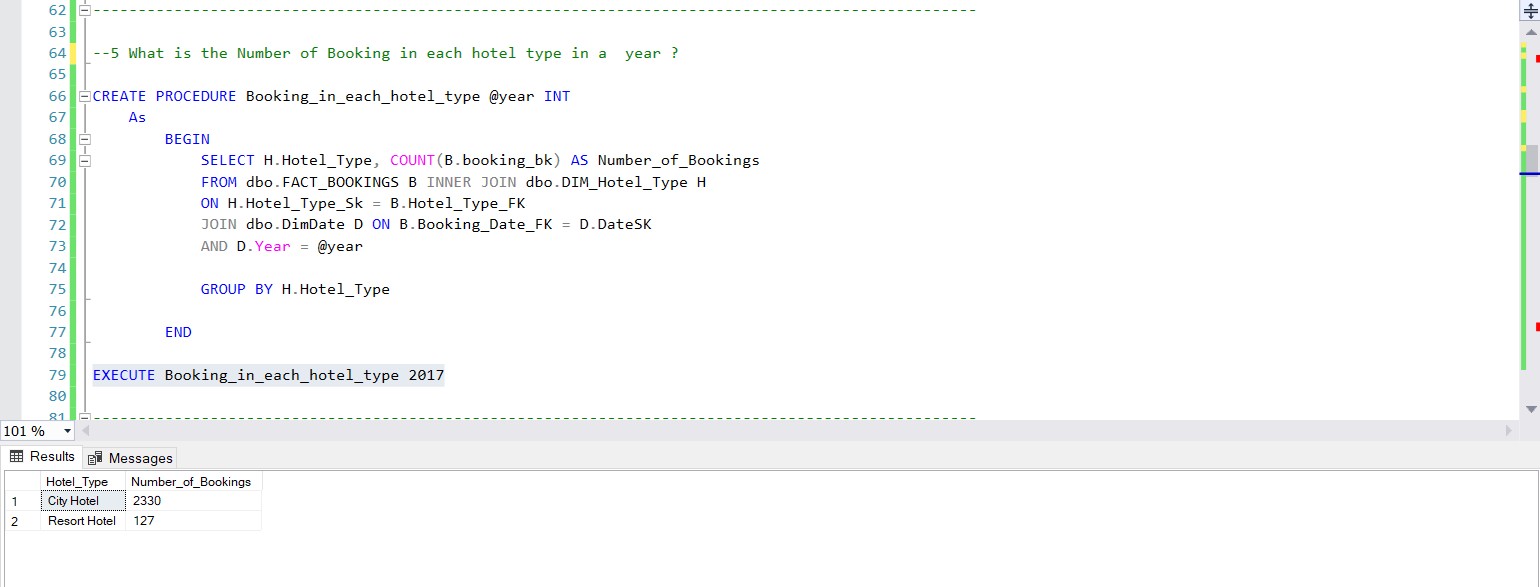 62 --------------------------------------------------------------------------------------------------
63
64 --5 What is the Number of Booking in each hotel type in a  year ?
65
66 CREATE PROCEDURE Booking_in_each_hotel_type @year INT
67     As
68         BEGIN
69             SELECT H.Hotel_Type, COUNT(B.booking_bk) AS Number_of_Bookings
70             FROM dbo.FACT_BOOKINGS B INNER JOIN dbo.DIM_Hotel_Type H
71             ON H.Hotel_Type_Sk = B.Hotel_Type_FK
72             JOIN dbo.DimDate D ON B.Booking_Date_FK = D.DateSK
73             AND D.Year = @year
74
75             GROUP BY H.Hotel_Type
76
77         END
78
79 EXECUTE Booking_in_each_hotel_type 2017
80
81 --------------------------------------------------------------------------------------------------
101 %
Results Messages
Hotel_Type Number_of_Bookings
1 City Hotel 2330
2 Resort Hotel 127